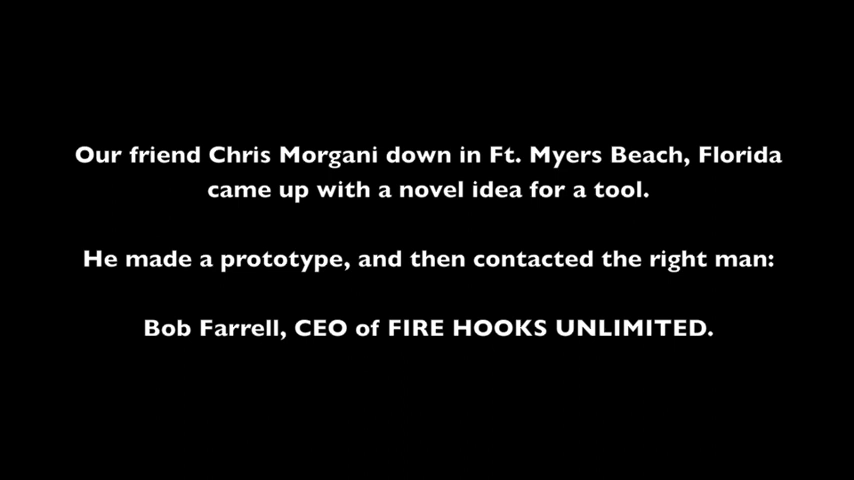 Our friend Chris Morgani down in Ft. Myers Beach, Florida
came up with a novel idea for a tool.
He made a prototype, and then contacted the right man:
Bob Farrell, CEO of FIRE HOOKS UNLIMITED.